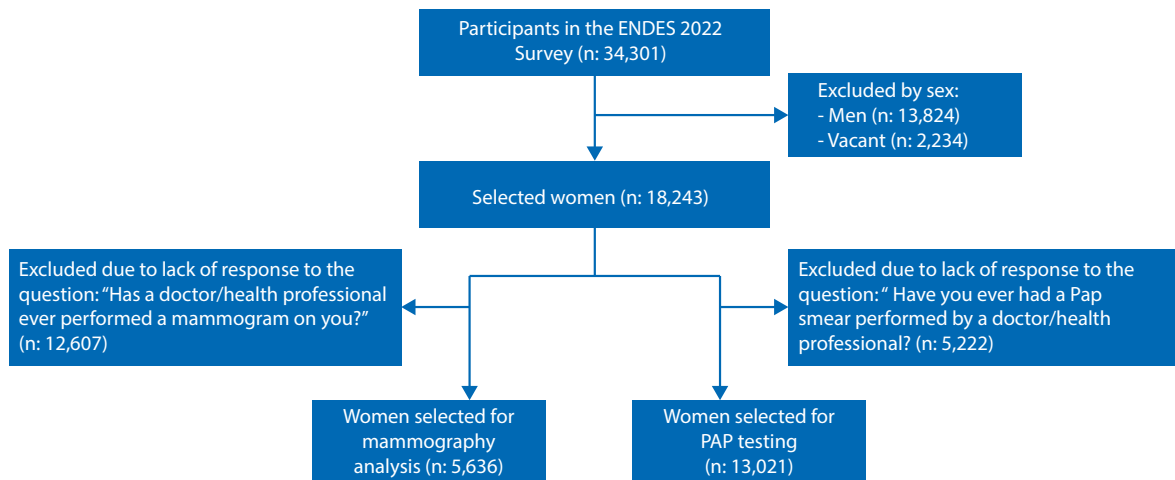 Participants in the ENDES 2022
Survey (n: 34,301)
Excluded by sex:
- Men (n: 13,824)
- Vacant (n: 2,234)
Selected women (n: 18,243)
Excluded due to lack of response to the
question: “Has a doctor/health professional
ever performed a mammogram on you?”
(n: 12,607)
Excluded due to lack of response to the
question: “ Have you ever had a Pap
smear performed by a doctor/health
professional? (n: 5,222)
Women selected for
mammography
analysis (n: 5,636)
Women selected for
PAP testing
(n: 13,021)